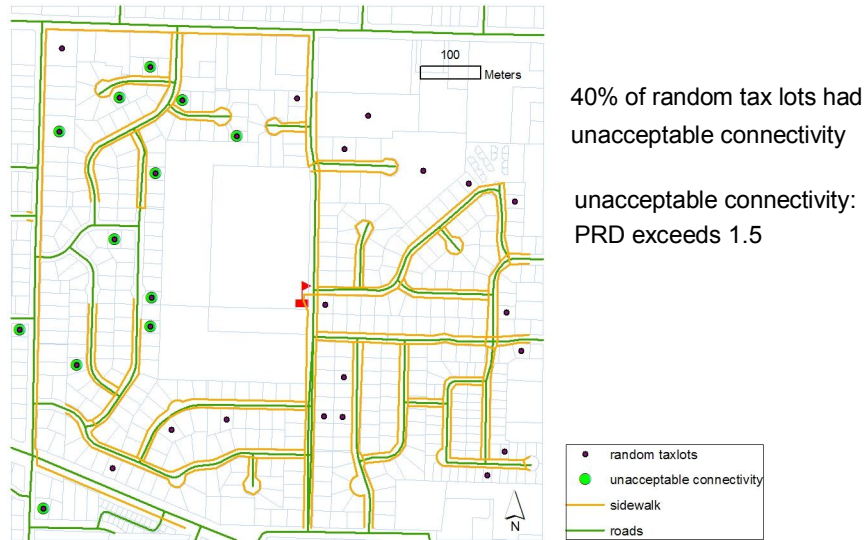 100
Meters
40% of random tax lots had
unacceptable connectivity
unacceptable connectivity:
PRD exceeds 1.5
random taxlots
unacceptable connectivity
sidewalk
roads
N